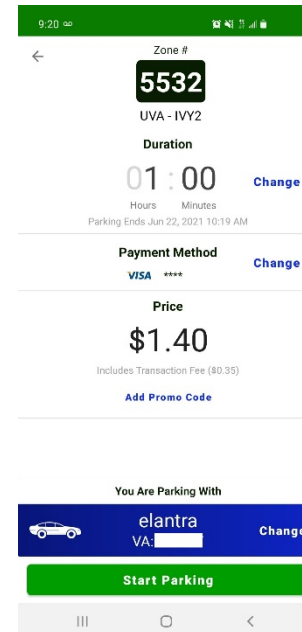 9:20
Zone #
5532
UVA - IVY2
Duration
01 : 00 Change
Hours Minutes
Parking Ends Jun 22, 2021 10:19 AM
Payment Method
VISA **** Change
Price
$1.40
Includes Transaction Fee ($0.35)
Add Promo Code
You Are Parking With
elantra
VA: Change
Start Parking